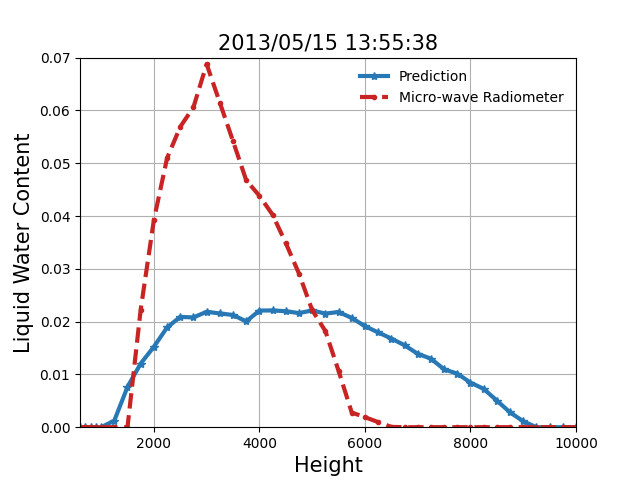 2013/05/15 13:55:38
Prediction
Micro-wave Radiometer
Liquid Water Content
0.07
0.06
0.05
0.04
0.03
0.02
0.01
0.00
2000 4000 6000 8000 10000
Height